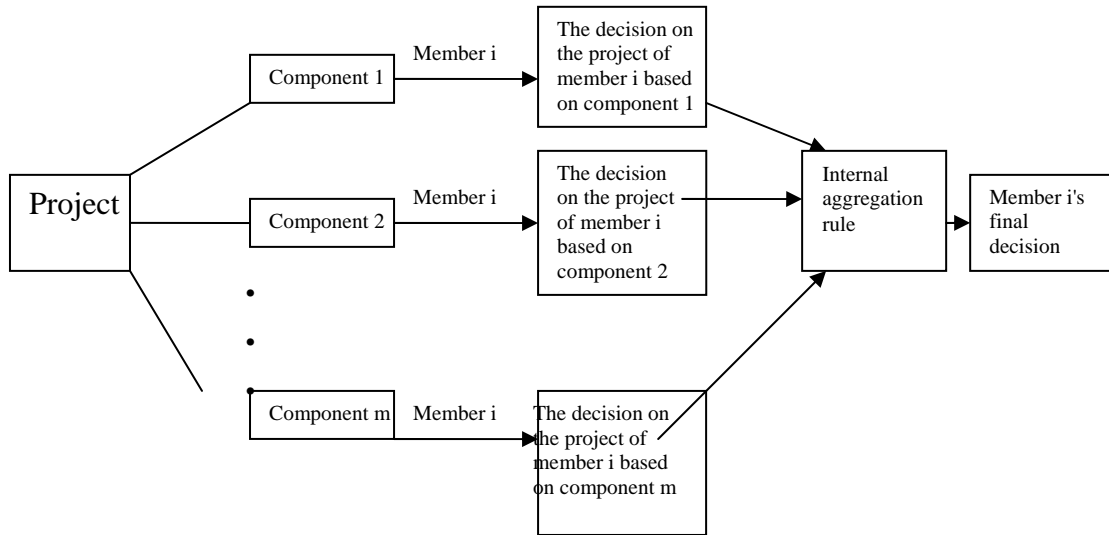 Project
Component 1
Member i
The decision on
the project of
member i based
on component 1
Component 2
Member i
The decision
on the project
of member i
based on
component 2
Component m
Member i
The decision on
the project of
member i based
on component m
Internal
aggregation
rule
Member i's
final
decision